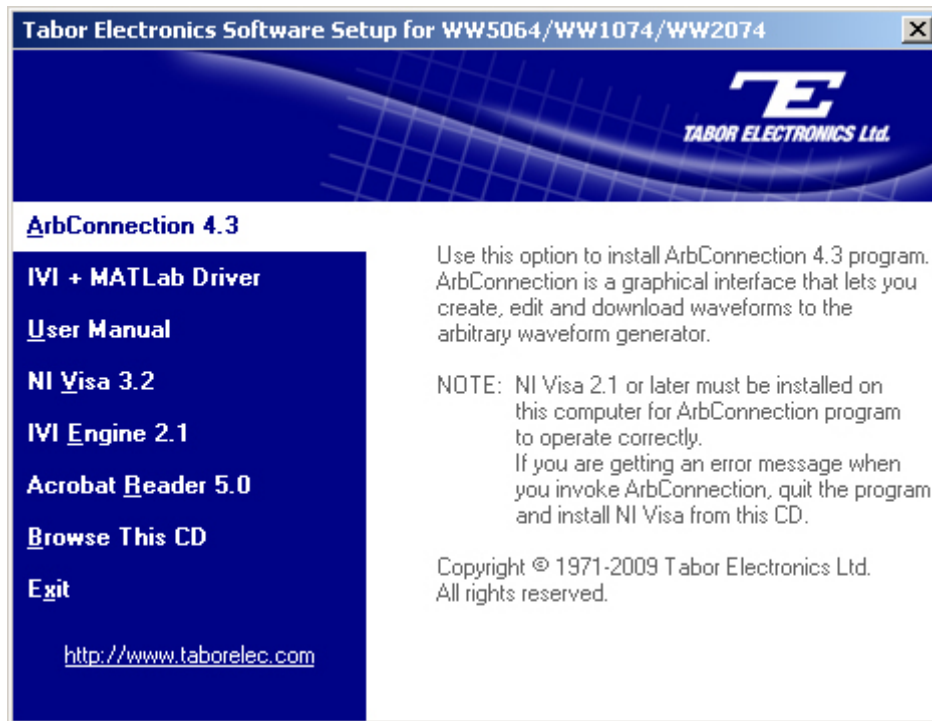 Tabor Electronics Software Setup for WW5064/WW1074/WW2074
TE
TABOR ELECTRONICS Ltd.
ArbConnection 4.3
IVI + MATLab Driver
User Manual
NI Visa 3.2
IVI Engine 2.1
Acrobat Reader 5.0
Browse This CD
Exit
http://www.taborelec.com
Use this option to install ArbConnection 4.3 program.
ArbConnection is a graphical interface that lets you
create, edit and download waveforms to the
arbitrary waveform generator.
NOTE: NI Visa 2.1 or later must be installed on
this computer for ArbConnection program
to operate correctly.
If you are getting an error message when
you invoke ArbConnection, quit the program
and install NI Visa from this CD.
Copyright © 1971-2009 Tabor Electronics Ltd.
All rights reserved.